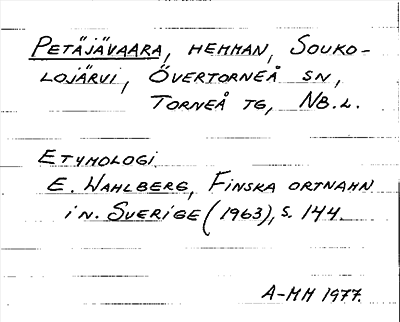 PETÄJÄVAARA, HEMMAN, SOUKO-
LOJÄRVI, ÖVERTORNEÅ SN,
TORNEÅ TG, NB.L.
ETYMOLOGI
E. WAHLBERG, FINSKA ORTNAMN
i N. SVERIGE (1963), S. 144.
A-MH 1977.